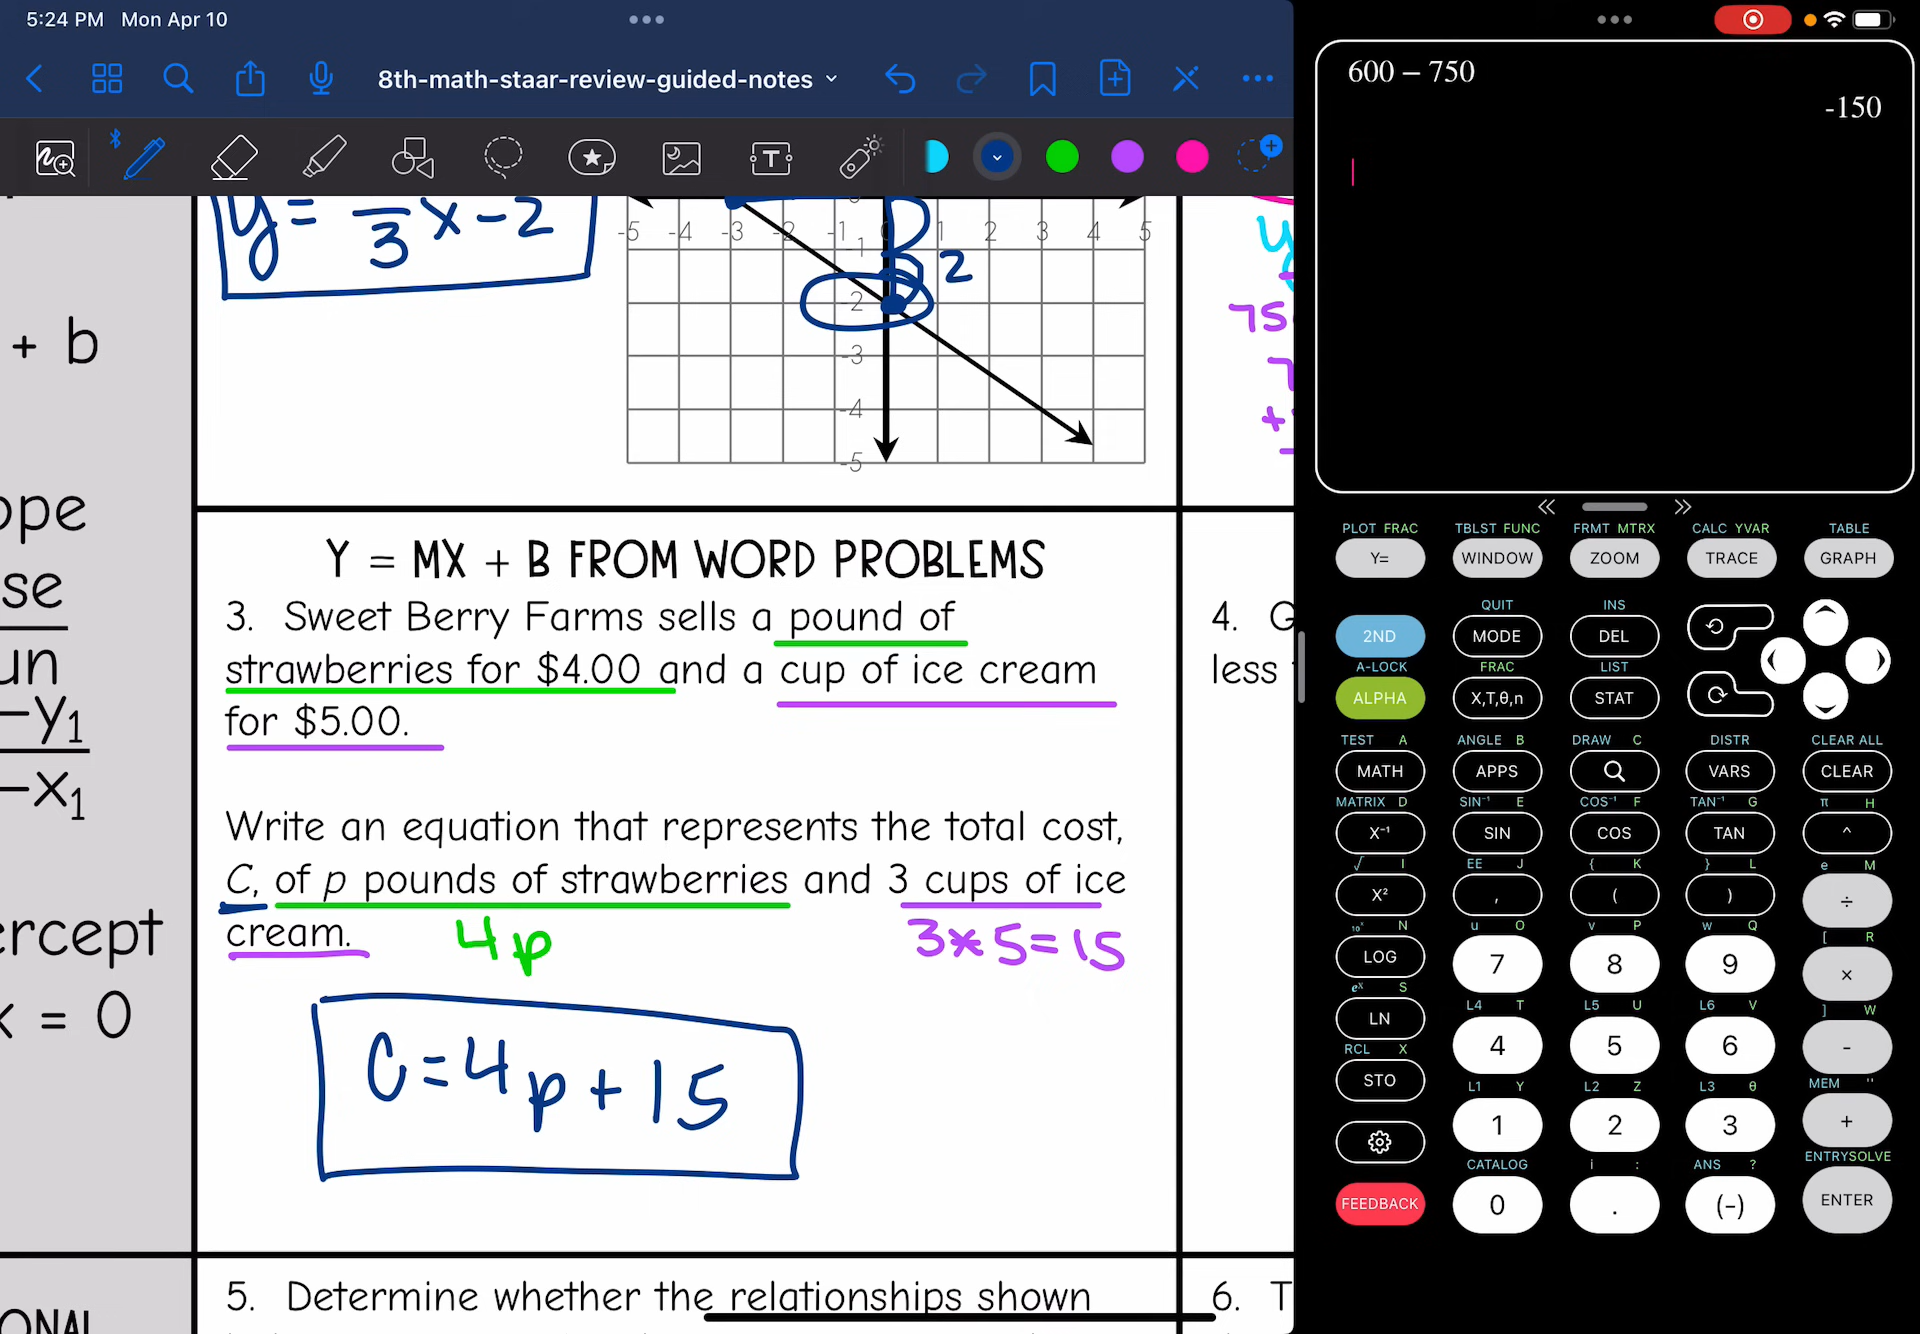 5:24 PM Mon Apr 10
8th-math-staar-review-guided-notes
T
y = /3 x - 2
-5 -4 -3 -2 -1 1 2 3 4 5
-1
2
-2
-3
-4
-5
+ b
ope
se
un
-y1
-x1
ercept
x = 0
ONAL
75
Y = MX + B FROM WORD PROBLEMS
3. Sweet Berry Farms sells a pound of
strawberries for $4.00 and a cup of ice cream
for $5.00.
Write an equation that represents the total cost,
C, of p pounds of strawberries and 3 cups of ice
cream.
4p
3*5=15
C=4p+15
4. G
less
5. Determine whether the relationships shown
6. T
600 – 750
-150
PLOT FRAC TBLST FUNC FRMT MTRX CALC YVAR TABLE
Y= WINDOW ZOOM TRACE GRAPH
QUIT INS
2ND MODE DEL
A-LOCK FRAC LIST
ALPHA X,T,θ,n STAT
TEST A ANGLE B DRAW C DISTR CLEAR ALL
MATH APPS VARS CLEAR
MATRIX D SIN⁻¹ E COS⁻¹ F TAN⁻¹ G π H
X⁻¹ SIN COS TAN ^
√ I EE J { K } L e M
X² , ( ) ÷
10ˣ N u O v P w Q [ R
LOG 7 8 9 ×
eˣ S L4 T L5 U L6 V ] W
LN 4 5 6 -
RCL X L1 Y L2 Z L3 θ MEM "
STO 1 2 3 +
CATALOG i : ANS ? ENTRY SOLVE
FEEDBACK 0 . (-) ENTER